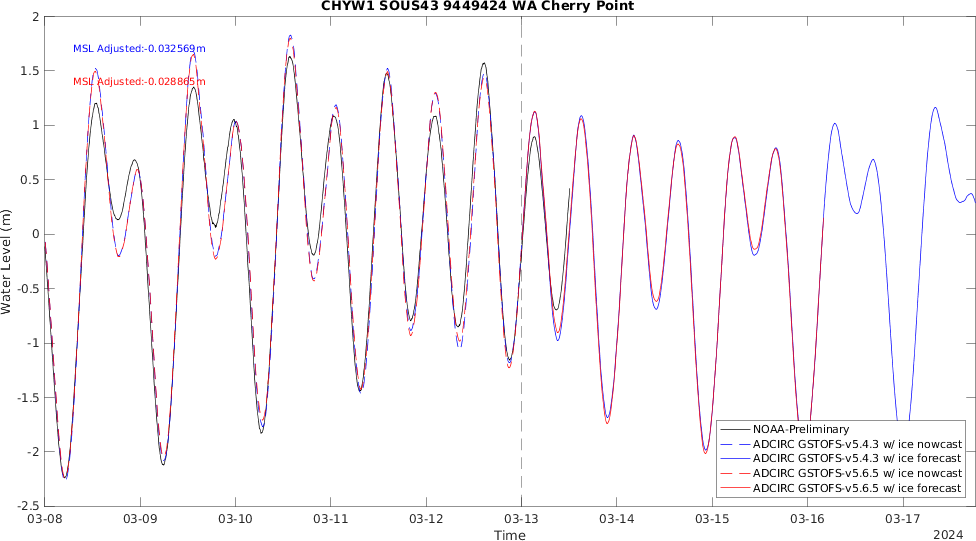 CHYW1 SOUS43 9449424 WA Cherry Point
MSL Adjusted:-0.032569m
MSL Adjusted:-0.028865m
Water Level (m)
2
1.5
1
0.5
0
-0.5
-1
-1.5
-2
-2.5
NOAA-Preliminary
ADCIRC GSTOFS-v5.4.3 w/ ice nowcast
ADCIRC GSTOFS-v5.4.3 w/ ice forecast
ADCIRC GSTOFS-v5.6.5 w/ ice nowcast
ADCIRC GSTOFS-v5.6.5 w/ ice forecast
03-08 03-09 03-10 03-11 03-12 03-13 03-14 03-15 03-16 03-17
Time
2024